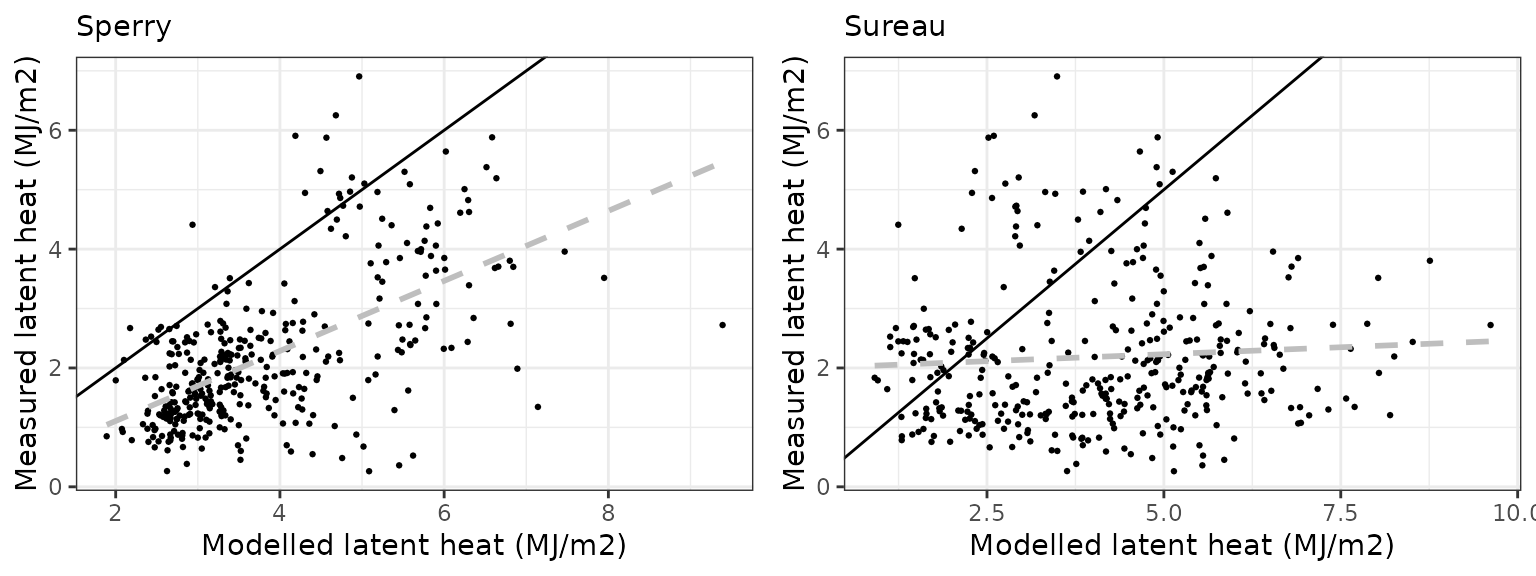 Sperry
Measured latent heat (MJ/m2)
6
4
2
0
2 4 6 8
Modelled latent heat (MJ/m2)
Sureau
Measured latent heat (MJ/m2)
6
4
2
0
2.5 5.0 7.5 10.0
Modelled latent heat (MJ/m2)